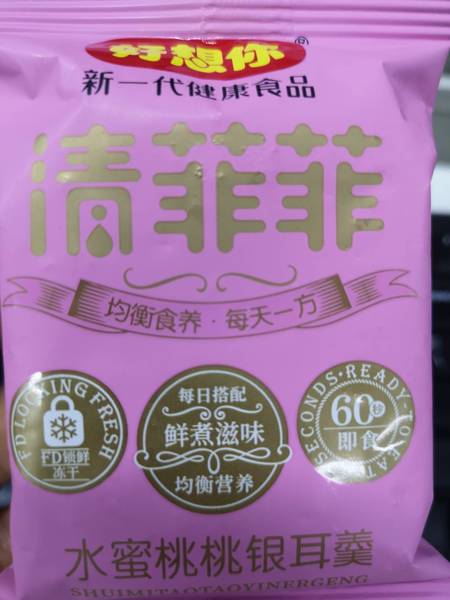 好想你®
新一代健康食品
清菲菲
均衡食养·每天一方
FD LOCKING FRESH
FD锁鲜
冻干
每日搭配
鲜煮滋味
均衡营养
60秒
即食
SECONDS·READY·TO·EAT
水蜜桃桃银耳羹
SHUIMITAOTAOYINERGENG